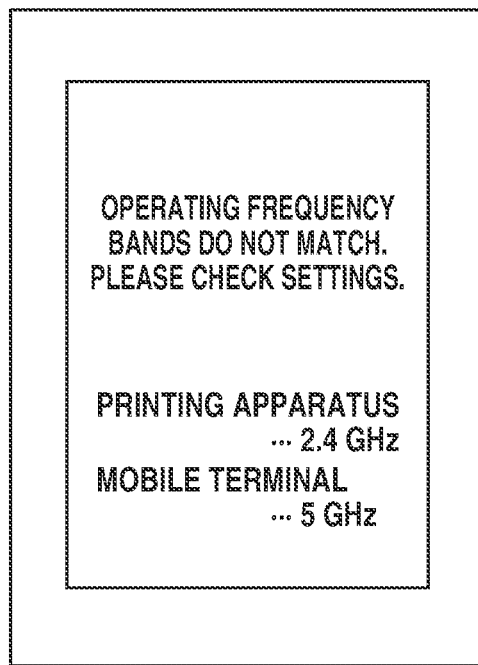 OPERATING FREQUENCY
BANDS DO NOT MATCH.
PLEASE CHECK SETTINGS.
PRINTING APPARATUS
··· 2.4 GHz
MOBILE TERMINAL
··· 5 GHz